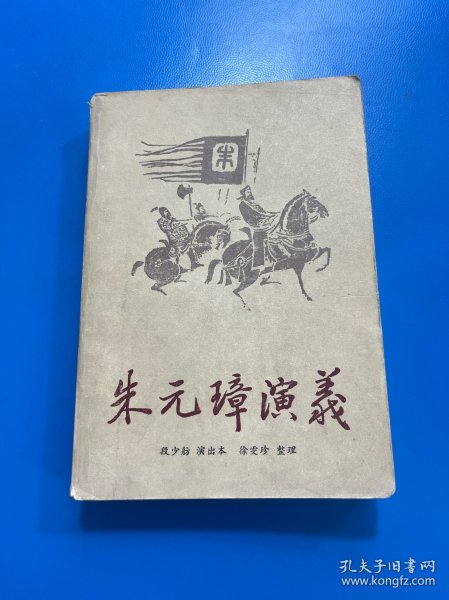 朱
朱元璋演義
段少舫 演出本 徐雯珍 整理
孔夫子旧书网
www.kongfz.com